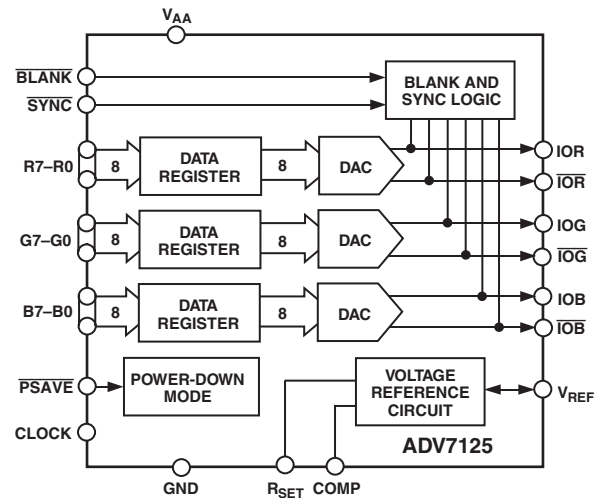 VAA
BLANK
SYNC
BLANK AND
SYNC LOGIC
R7–R0
8
DATA
REGISTER
8
DAC
IOR
IOR
G7–G0
8
DATA
REGISTER
8
DAC
IOG
IOG
B7–B0
8
DATA
REGISTER
8
DAC
IOB
IOB
PSAVE
POWER-DOWN
MODE
VOLTAGE
REFERENCE
CIRCUIT
VREF
CLOCK
ADV7125
GND
RSET
COMP